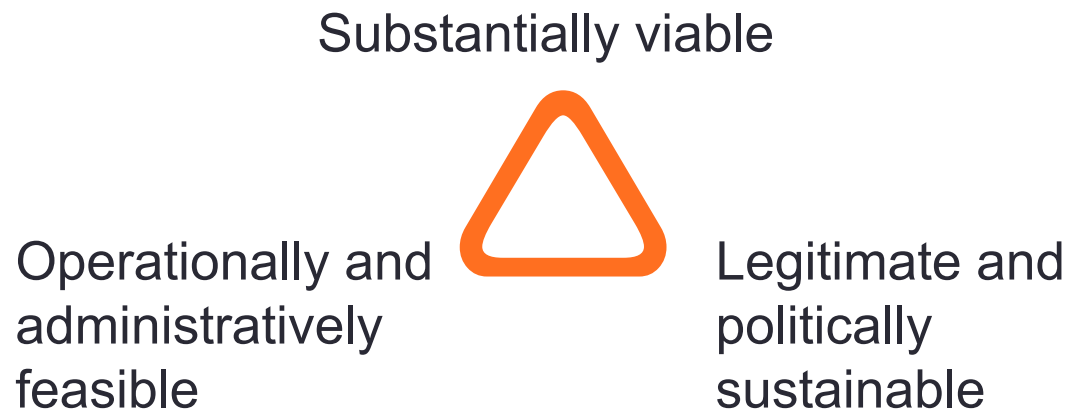 Substantially viable
Operationally and
administratively
feasible
Legitimate and
politically
sustainable